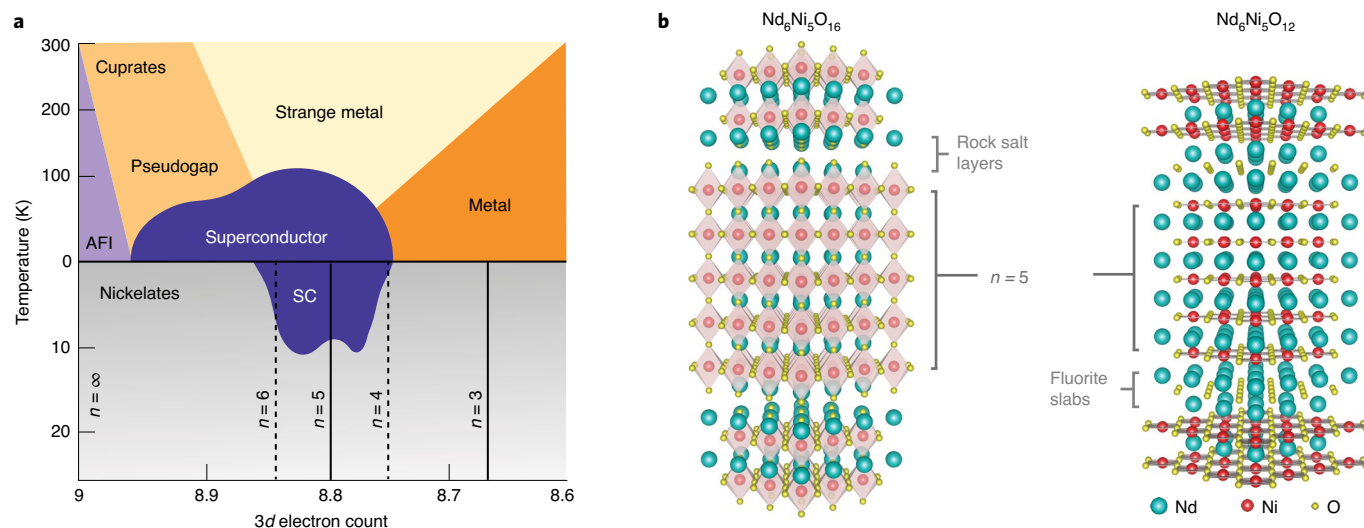 a
Temperature (K)
300
200
100
0
10
20
Cuprates
Strange metal
Pseudogap
Metal
AFI
Superconductor
Nickelates
SC
n = ∞
n = 6
n = 5
n = 4
n = 3
9
8.9
8.8
8.7
8.6
3d electron count
b
Nd₆Ni₅O₁₆
Nd₆Ni₅O₁₂
Rock salt
layers
n = 5
Fluorite
slabs
Nd
Ni
O